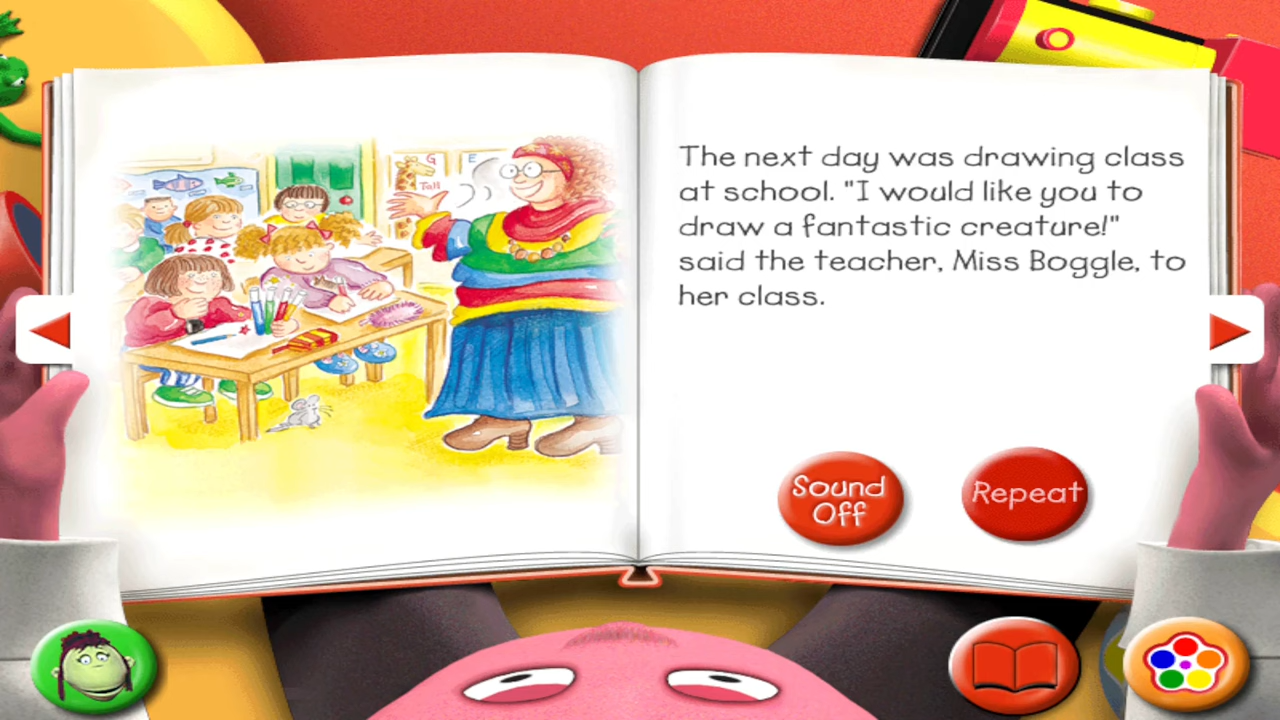 G
E
Tall
The next day was drawing class
at school. "I would like you to
draw a fantastic creature!"
said the teacher, Miss Boggle, to
her class.
Sound
Off
Repeat